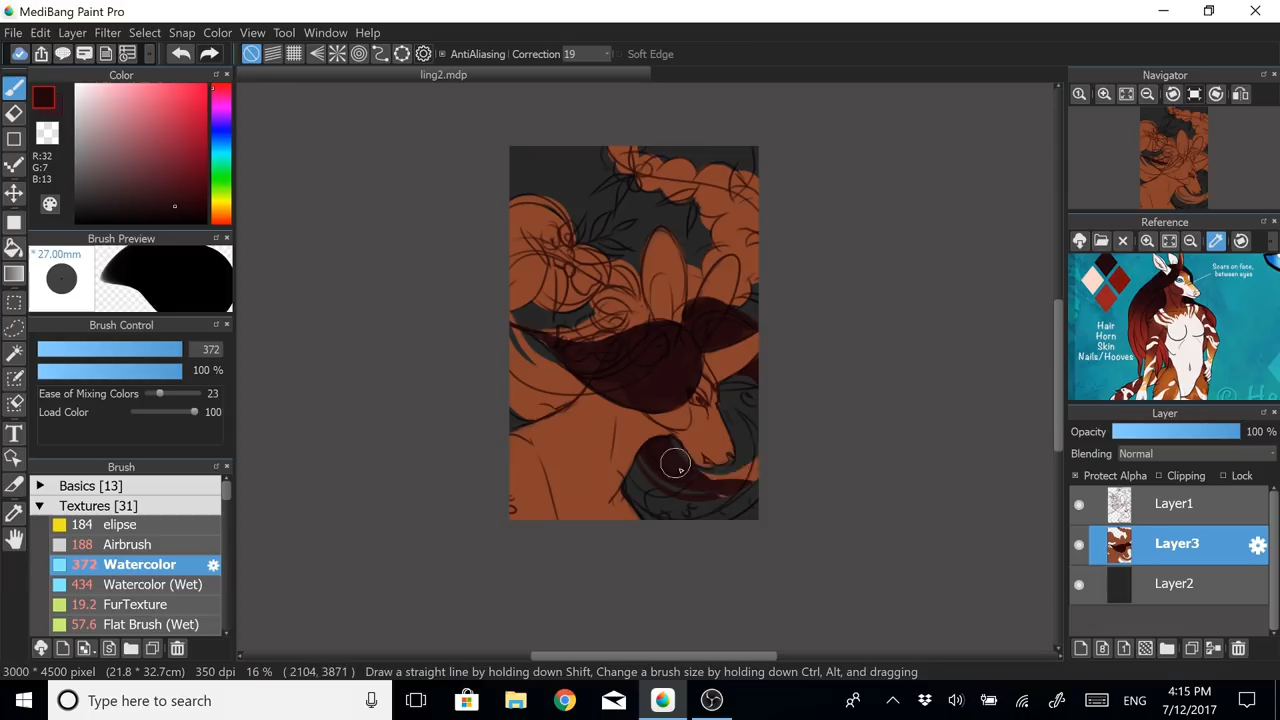 MediBang Paint Pro
File Edit Layer Filter Select Snap Color View Tool Window Help
AntiAliasing Correction 19 Soft Edge
Color
ling2.mdp
Navigator
R:32
G:7
B:13
Brush Preview
* 27.00mm
Reference
Scars on face,
between eyes
Hair
Horn
Skin
Nails/Hooves
Brush Control
372
100 %
Ease of Mixing Colors 23
Load Color 100
Layer
Opacity 100 %
Blending Normal
Protect Alpha Clipping Lock
Brush
Basics [13]
Textures [31]
184 elipse
188 Airbrush
372 Watercolor
434 Watercolor (Wet)
19.2 FurTexture
57.6 Flat Brush (Wet)
Layer1
Layer3
Layer2
3000 * 4500 pixel (21.8 * 32.7cm) 350 dpi 16 % ( 2104, 3871 ) Draw a straight line by holding down Shift, Change a brush size by holding down Ctrl, Alt, and dragging
Type here to search
ENG
4:15 PM
7/12/2017